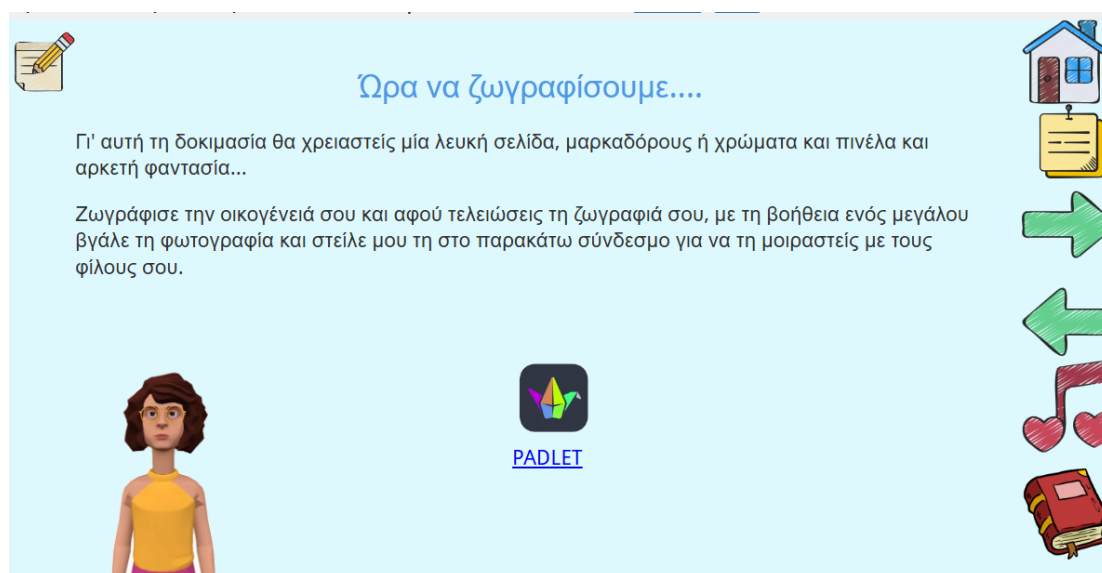 Ώρα να ζωγραφίσουμε....
Γι' αυτή τη δοκιμασία θα χρειαστείς μία λευκή σελίδα, μαρκαδόρους ή χρώματα και πινέλα και
αρκετή φαντασία...
Ζωγράφισε την οικογένειά σου και αφού τελειώσεις τη ζωγραφιά σου, με τη βοήθεια ενός μεγάλου
βγάλε τη φωτογραφία και στείλε μου τη στο παρακάτω σύνδεσμο για να τη μοιραστείς με τους
φίλους σου.
PADLET